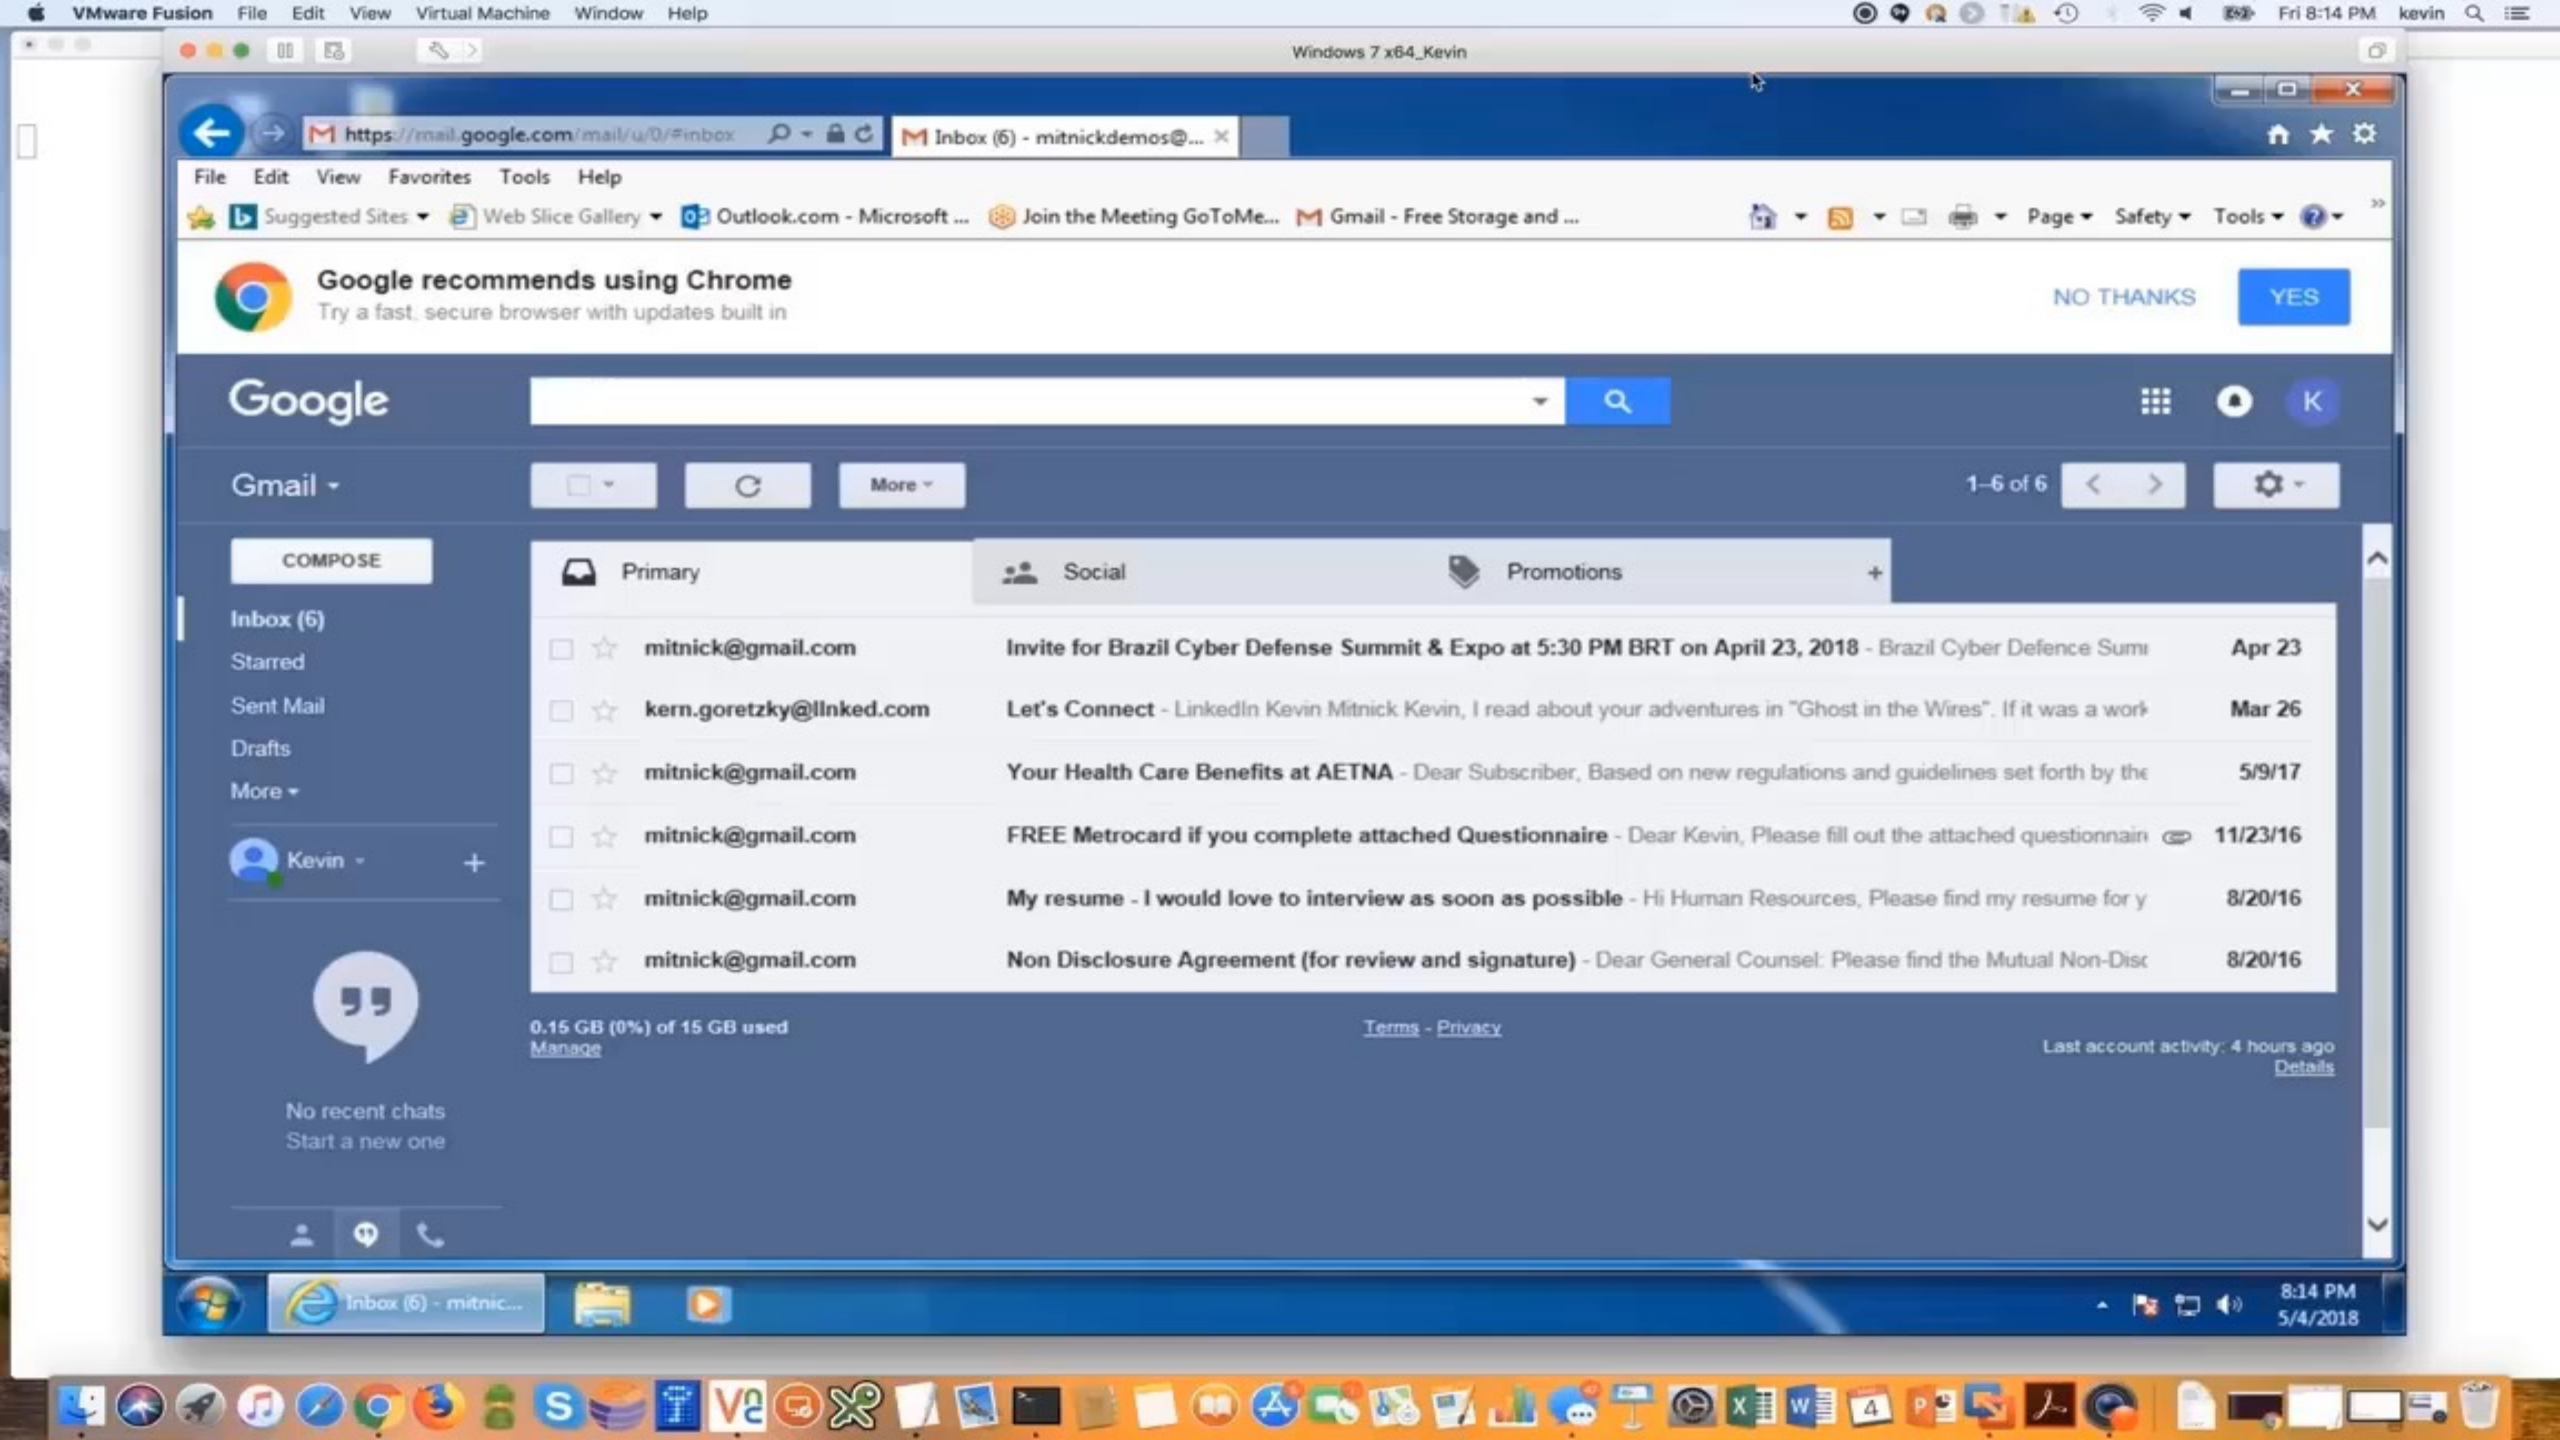 VMware Fusion File Edit View Virtual Machine Window Help
Fri 8:14 PM kevin
Windows 7 x64_Kevin
https://mail.google.com/mail/u/0/#inbox
Inbox (6) - mitnickdemos@...
File Edit View Favorites Tools Help
Suggested Sites Web Slice Gallery Outlook.com - Microsoft ... Join the Meeting GoToMe... Gmail - Free Storage and ...
Page Safety Tools
Google recommends using Chrome
Try a fast, secure browser with updates built in
NO THANKS YES
Google
K
Gmail
More
1–6 of 6
COMPOSE
Primary Social Promotions +
Inbox (6)
Starred
Sent Mail
Drafts
More
Kevin +
mitnick@gmail.com Invite for Brazil Cyber Defense Summit & Expo at 5:30 PM BRT on April 23, 2018 - Brazil Cyber Defence Sum Apr 23
kern.goretzky@llnked.com Let's Connect - LinkedIn Kevin Mitnick Kevin, I read about your adventures in "Ghost in the Wires". If it was a work Mar 26
mitnick@gmail.com Your Health Care Benefits at AETNA - Dear Subscriber, Based on new regulations and guidelines set forth by the 5/9/17
mitnick@gmail.com FREE Metrocard if you complete attached Questionnaire - Dear Kevin, Please fill out the attached questionnair 11/23/16
mitnick@gmail.com My resume - I would love to interview as soon as possible - Hi Human Resources, Please find my resume for y 8/20/16
mitnick@gmail.com Non Disclosure Agreement (for review and signature) - Dear General Counsel: Please find the Mutual Non-Disc 8/20/16
0.15 GB (0%) of 15 GB used
Manage
Terms - Privacy
Last account activity: 4 hours ago
Details
No recent chats
Start a new one
Inbox (6) - mitnic...
8:14 PM
5/4/2018
4